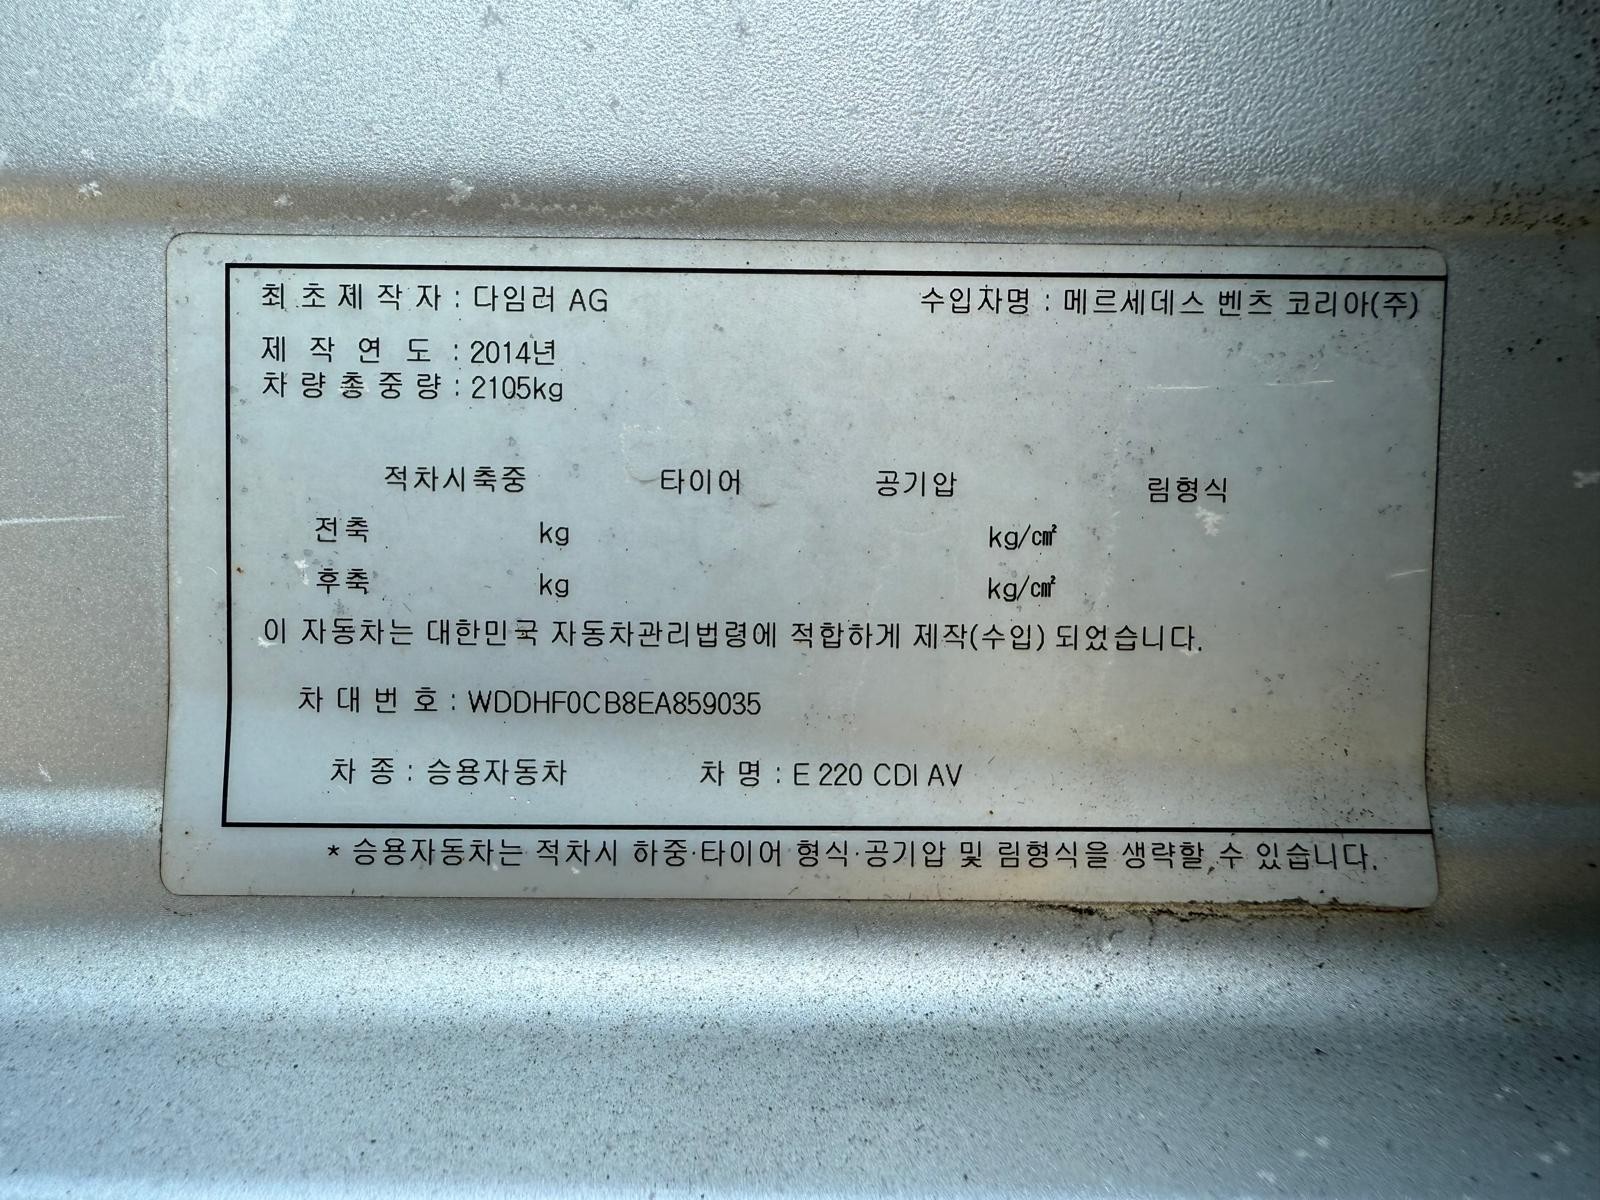 최초제작자 : 다임러 AG 수입자명 : 메르세데스 벤츠 코리아(주)
제작연도 : 2014년
차량총중량 : 2105kg
적차시축중 타이어 공기압 림형식
전축 kg kg/㎠
후축 kg kg/㎠
이 자동차는 대한민국 자동차관리법령에 적합하게 제작(수입) 되었습니다.
차대번호 : WDDHF0CB8EA859035
차종 : 승용자동차 차명 : E 220 CDI AV
* 승용자동차는 적차시 하중·타이어 형식·공기압 및 림형식을 생략할 수 있습니다.